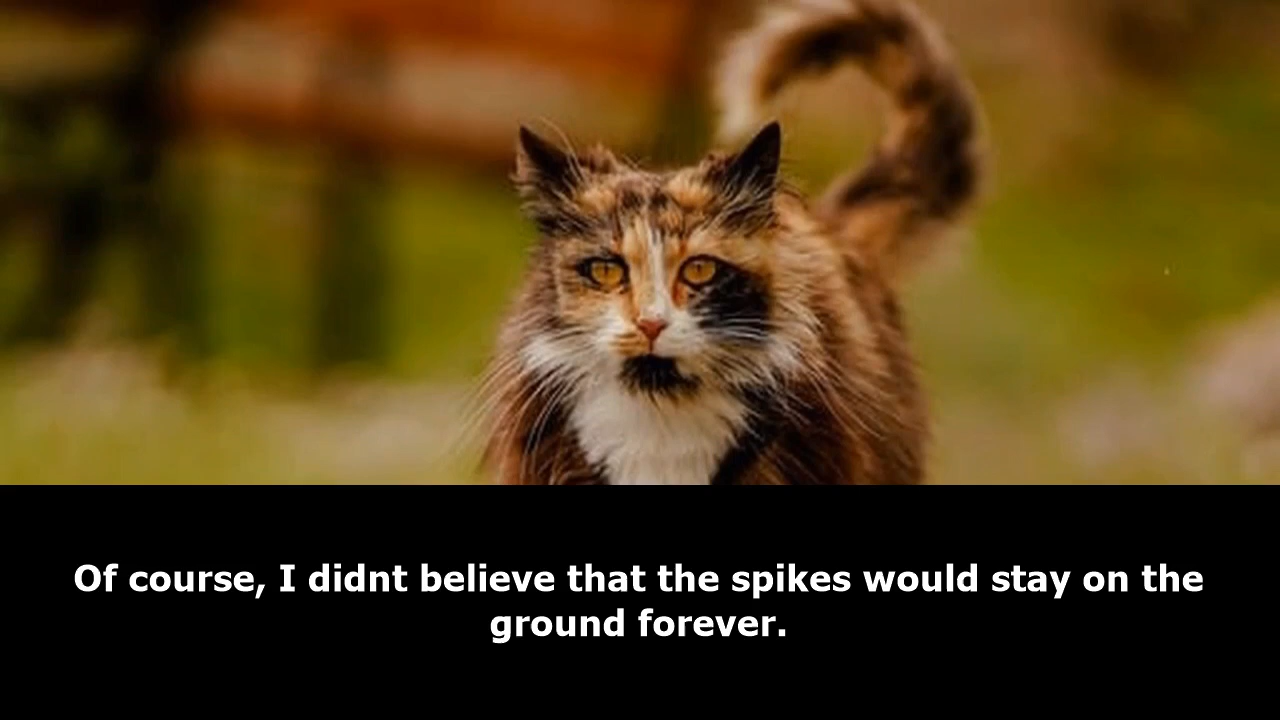 Of course, I didnt believe that the spikes would stay on the
ground forever.